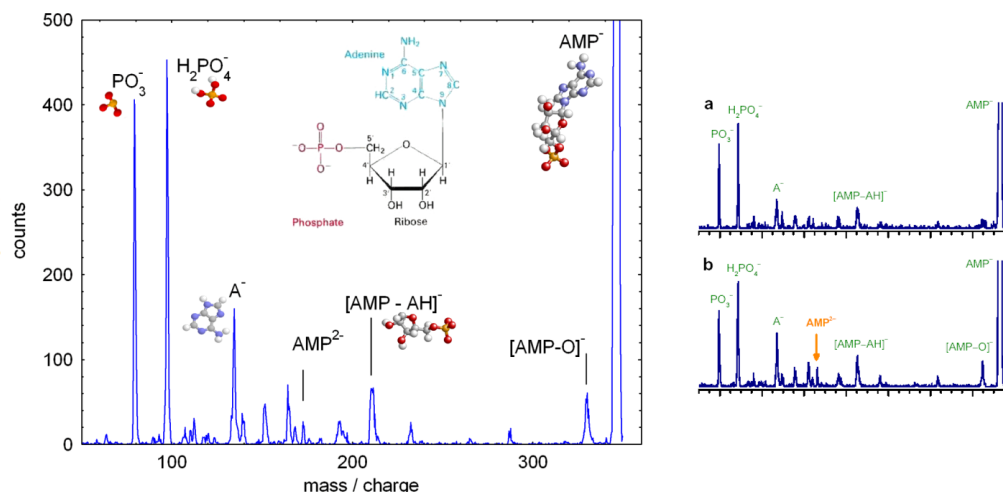 500
400
300
200
100
0
counts
100
200
300
mass / charge
PO₃⁻
H₂PO₄⁻
A⁻
AMP²⁻
[AMP - AH]⁻
[AMP-O]⁻
AMP⁻
Adenine
NH₂
N
1
6
5
N
7
C
C
C
8
HC
2
C
4
N
3
N
9
O
⁻O—P—O—CH₂
5'
O⁻
O
4'
1'
H
H
H
H
3'
2'
OH
OH
Phosphate
Ribose
a
PO₃⁻
H₂PO₄⁻
A⁻
[AMP–AH]⁻
AMP⁻
b
PO₃⁻
H₂PO₄⁻
A⁻
AMP²⁻
[AMP–AH]⁻
[AMP–O]⁻
AMP⁻